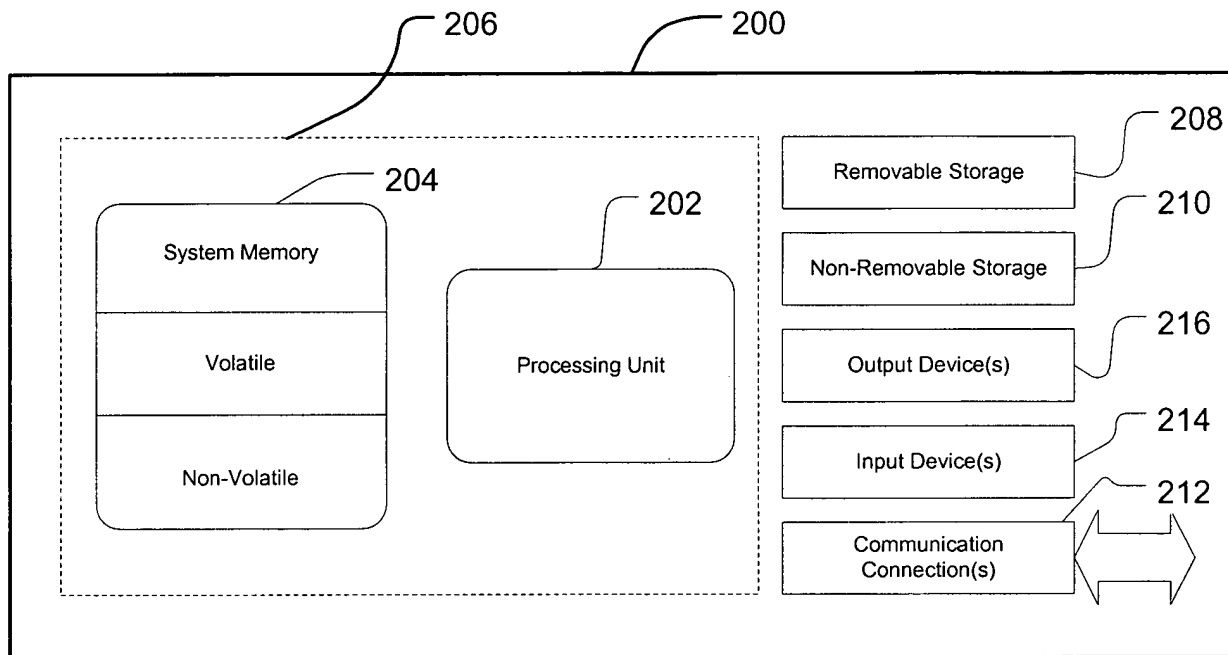 206
200
208
Removable Storage
204
202
210
System Memory
Non-Removable Storage
216
Volatile
Processing Unit
Output Device(s)
214
Input Device(s)
Non-Volatile
212
Communication
Connection(s)